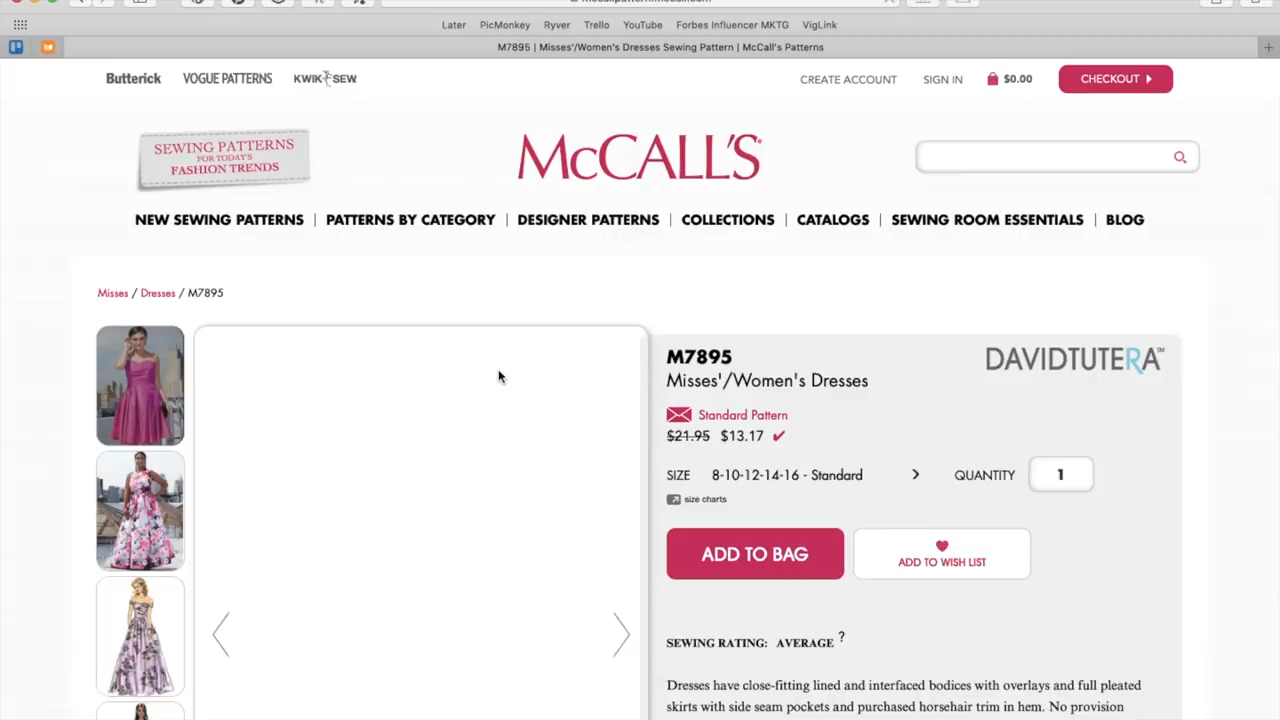 Later PicMonkey Ryver Trello YouTube Forbes Influencer MKTG VigLink
M7895 | Misses'/Women's Dresses Sewing Pattern | McCall's Patterns
Butterick VOGUE PATTERNS KWIK SEW CREATE ACCOUNT SIGN IN $0.00 CHECKOUT
SEWING PATTERNS
FOR TODAY'S
FASHION TRENDS
McCALL'S
NEW SEWING PATTERNS | PATTERNS BY CATEGORY | DESIGNER PATTERNS | COLLECTIONS | CATALOGS | SEWING ROOM ESSENTIALS | BLOG
Misses / Dresses / M7895
M7895
DAVIDTUTERA™
Misses'/Women's Dresses
Standard Pattern
$21.95 $13.17 ✔
SIZE 8-10-12-14-16 - Standard > QUANTITY 1
size charts
ADD TO BAG
ADD TO WISH LIST
SEWING RATING: AVERAGE ?
Dresses have close-fitting lined and interfaced bodices with overlays and full pleated
skirts with side seam pockets and purchased horsehair trim in hem. No provision